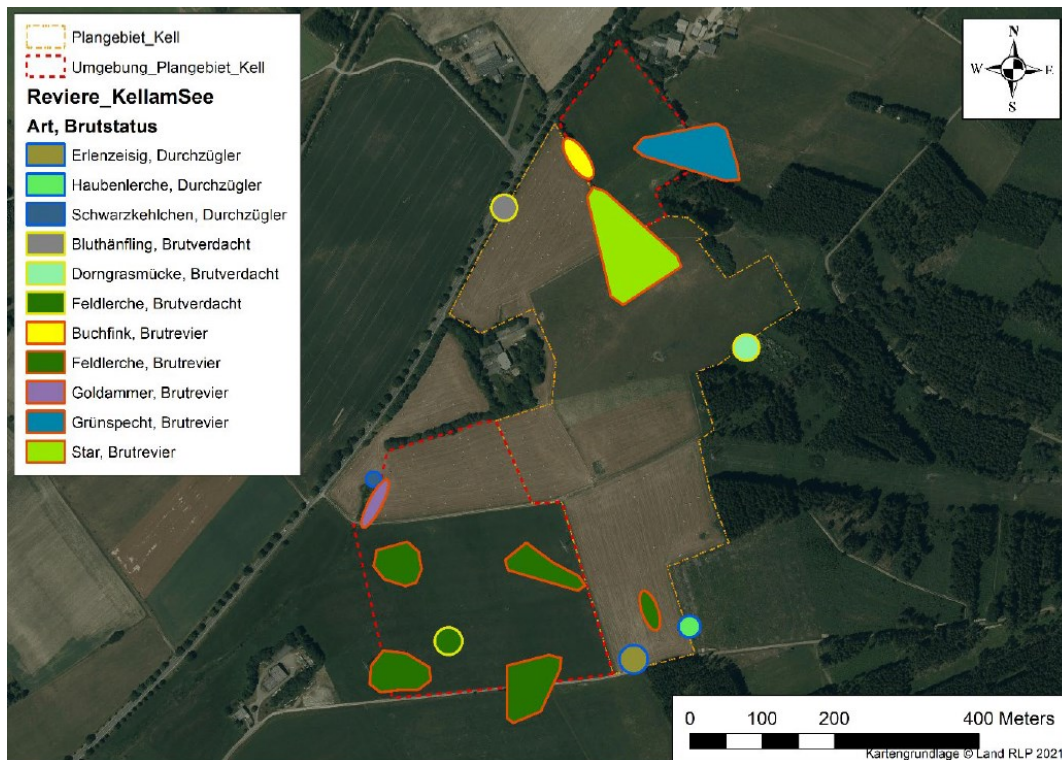 Plangebiet_Kell
Umgebung_Plangebiet_Kell
Reviere_KellamSee
Art, Brutstatus
Erlenzeisig, Durchzügler
Haubenlerche, Durchzügler
Schwarzkehlchen, Durchzügler
Bluthänfling, Brutverdacht
Dorngrasmücke, Brutverdacht
Feldlerche, Brutverdacht
Buchfink, Brutrevier
Feldlerche, Brutrevier
Goldammer, Brutrevier
Grünspecht, Brutrevier
Star, Brutrevier
N
W E
S
0 100 200 400 Meters
Kartengrundlage © Land RLP 2021